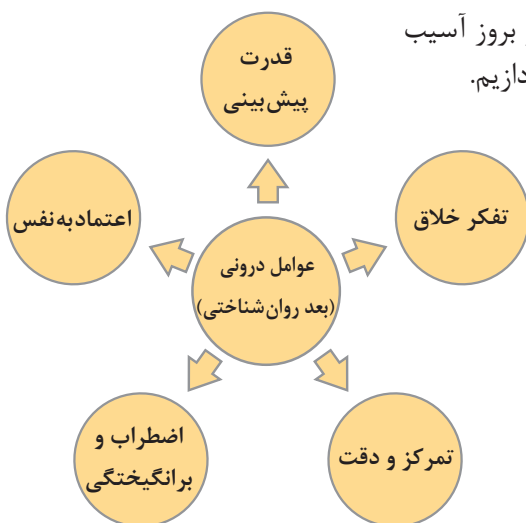 بروز آسیب
دازیم.
قدرت
پیش‌بینی
تفکر خلاق
اعتمادبه‌نفس
عوامل درونی
(بعد روان‌شناختی)
تمرکز و دقت
اضطراب و
برانگیختگی